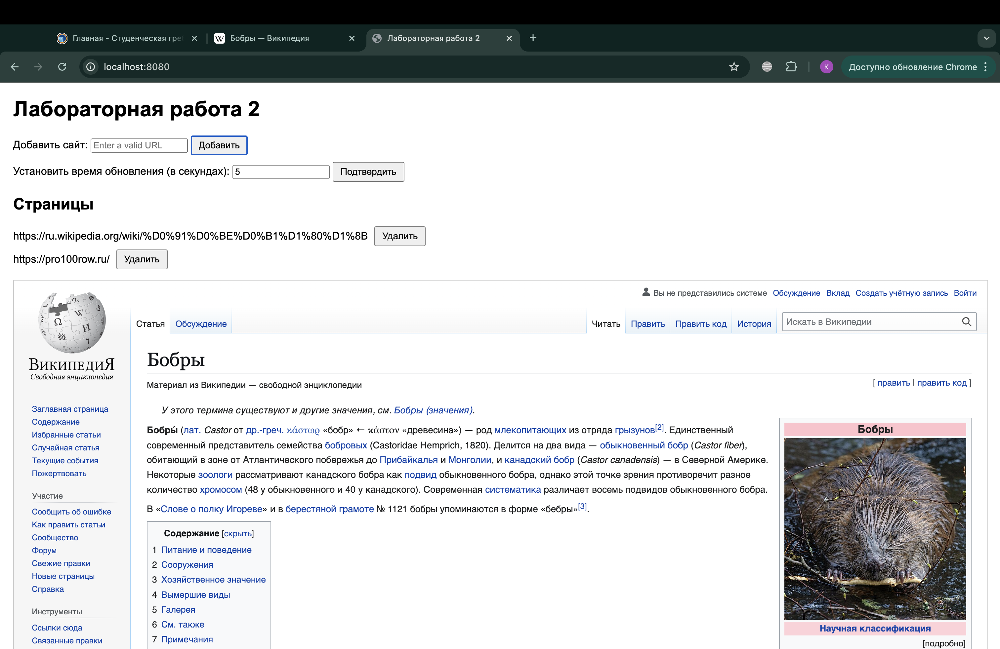 Главная - Студенческая гре
Бобры — Википедия
Лабораторная работа 2
localhost:8080
K
Доступно обновление Chrome
Лабораторная работа 2
Добавить сайт: Enter a valid URL Добавить
Установить время обновления (в секундах): 5 Подтвердить
Страницы
https://ru.wikipedia.org/wiki/%D0%91%D0%BE%D0%B1%D1%80%D1%8B Удалить
https://pro100row.ru/ Удалить
Вы не представились системе Обсуждение Вклад Создать учётную запись Войти
Статья Обсуждение Читать Править Править код История Искать в Википедии
ВИКИПЕДИЯ
Свободная энциклопедия
Заглавная страница
Содержание
Избранные статьи
Случайная статья
Текущие события
Пожертвовать
Участие
Сообщить об ошибке
Как править статьи
Сообщество
Форум
Свежие правки
Новые страницы
Справка
Инструменты
Ссылки сюда
Связанные правки
Бобры
Материал из Википедии — свободной энциклопедии
[ править | править код ]
У этого термина существуют и другие значения, см. Бобры (значения).
Бобры́ (лат. Castor от др.-греч. κάστωρ «бобр» ← κάστον «древесина») — род млекопитающих из отряда грызунов[2]. Единственный
современный представитель семейства бобровых (Castoridae Hemprich, 1820). Делится на два вида — обыкновенный бобр (Castor fiber),
обитающий в зоне от Атлантического побережья до Прибайкалья и Монголии, и канадский бобр (Castor canadensis) — в Северной Америке.
Некоторые зоологи рассматривают канадского бобра как подвид обыкновенного бобра, однако этой точке зрения противоречит разное
количество хромосом (48 у обыкновенного и 40 у канадского). Современная систематика различает восемь подвидов обыкновенного бобра.
В «Слове о полку Игореве» и в берестяной грамоте № 1121 бобры упоминаются в форме «бебры»[3].
Содержание [скрыть]
1 Питание и поведение
2 Сооружения
3 Хозяйственное значение
4 Вымершие виды
5 Галерея
6 См. также
7 Примечания
Бобры
Научная классификация
[подробно]